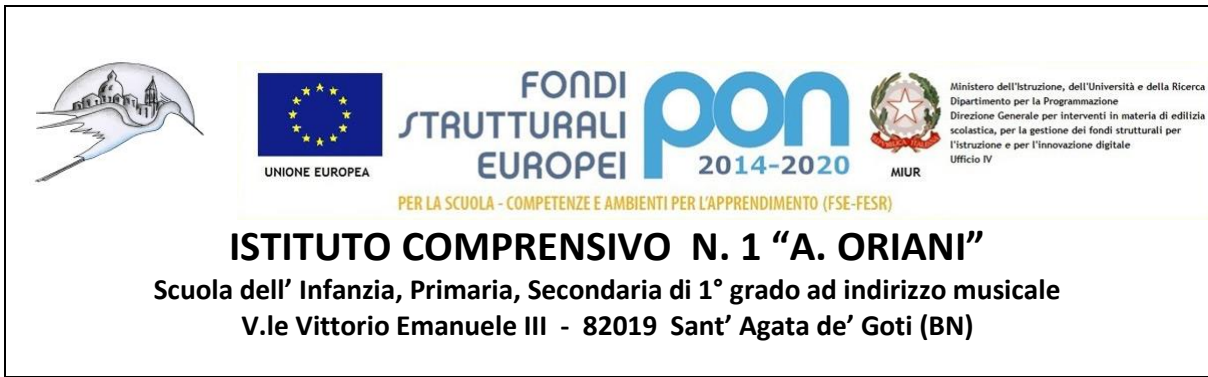 FONDI
STRUTTURALI
EUROPEI
pon
2014-2020
UNIONE EUROPEA
MIUR
Ministero dell'Istruzione, dell'Università e della Ricerca
Dipartimento per la Programmazione
Direzione Generale per interventi in materia di edilizia
scolastica, per la gestione dei fondi strutturali per
l'istruzione e per l'innovazione digitale
Ufficio IV
PER LA SCUOLA - COMPETENZE E AMBIENTI PER L'APPRENDIMENTO (FSE-FESR)
ISTITUTO COMPRENSIVO N. 1 “A. ORIANI”
Scuola dell’ Infanzia, Primaria, Secondaria di 1° grado ad indirizzo musicale
V.le Vittorio Emanuele III - 82019 Sant’ Agata de’ Goti (BN)